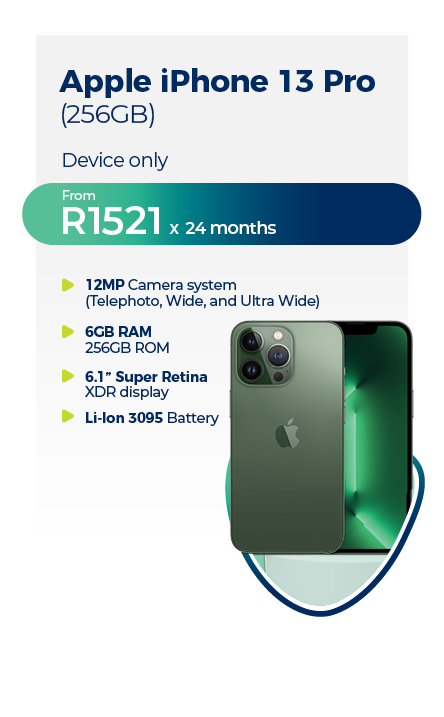 Apple iPhone 13 Pro
(256GB)
Device only
From
R1521 x 24 months
12MP Camera system
(Telephoto, Wide, and Ultra Wide)
6GB RAM
256GB ROM
6.1” Super Retina
XDR display
Li-Ion 3095 Battery